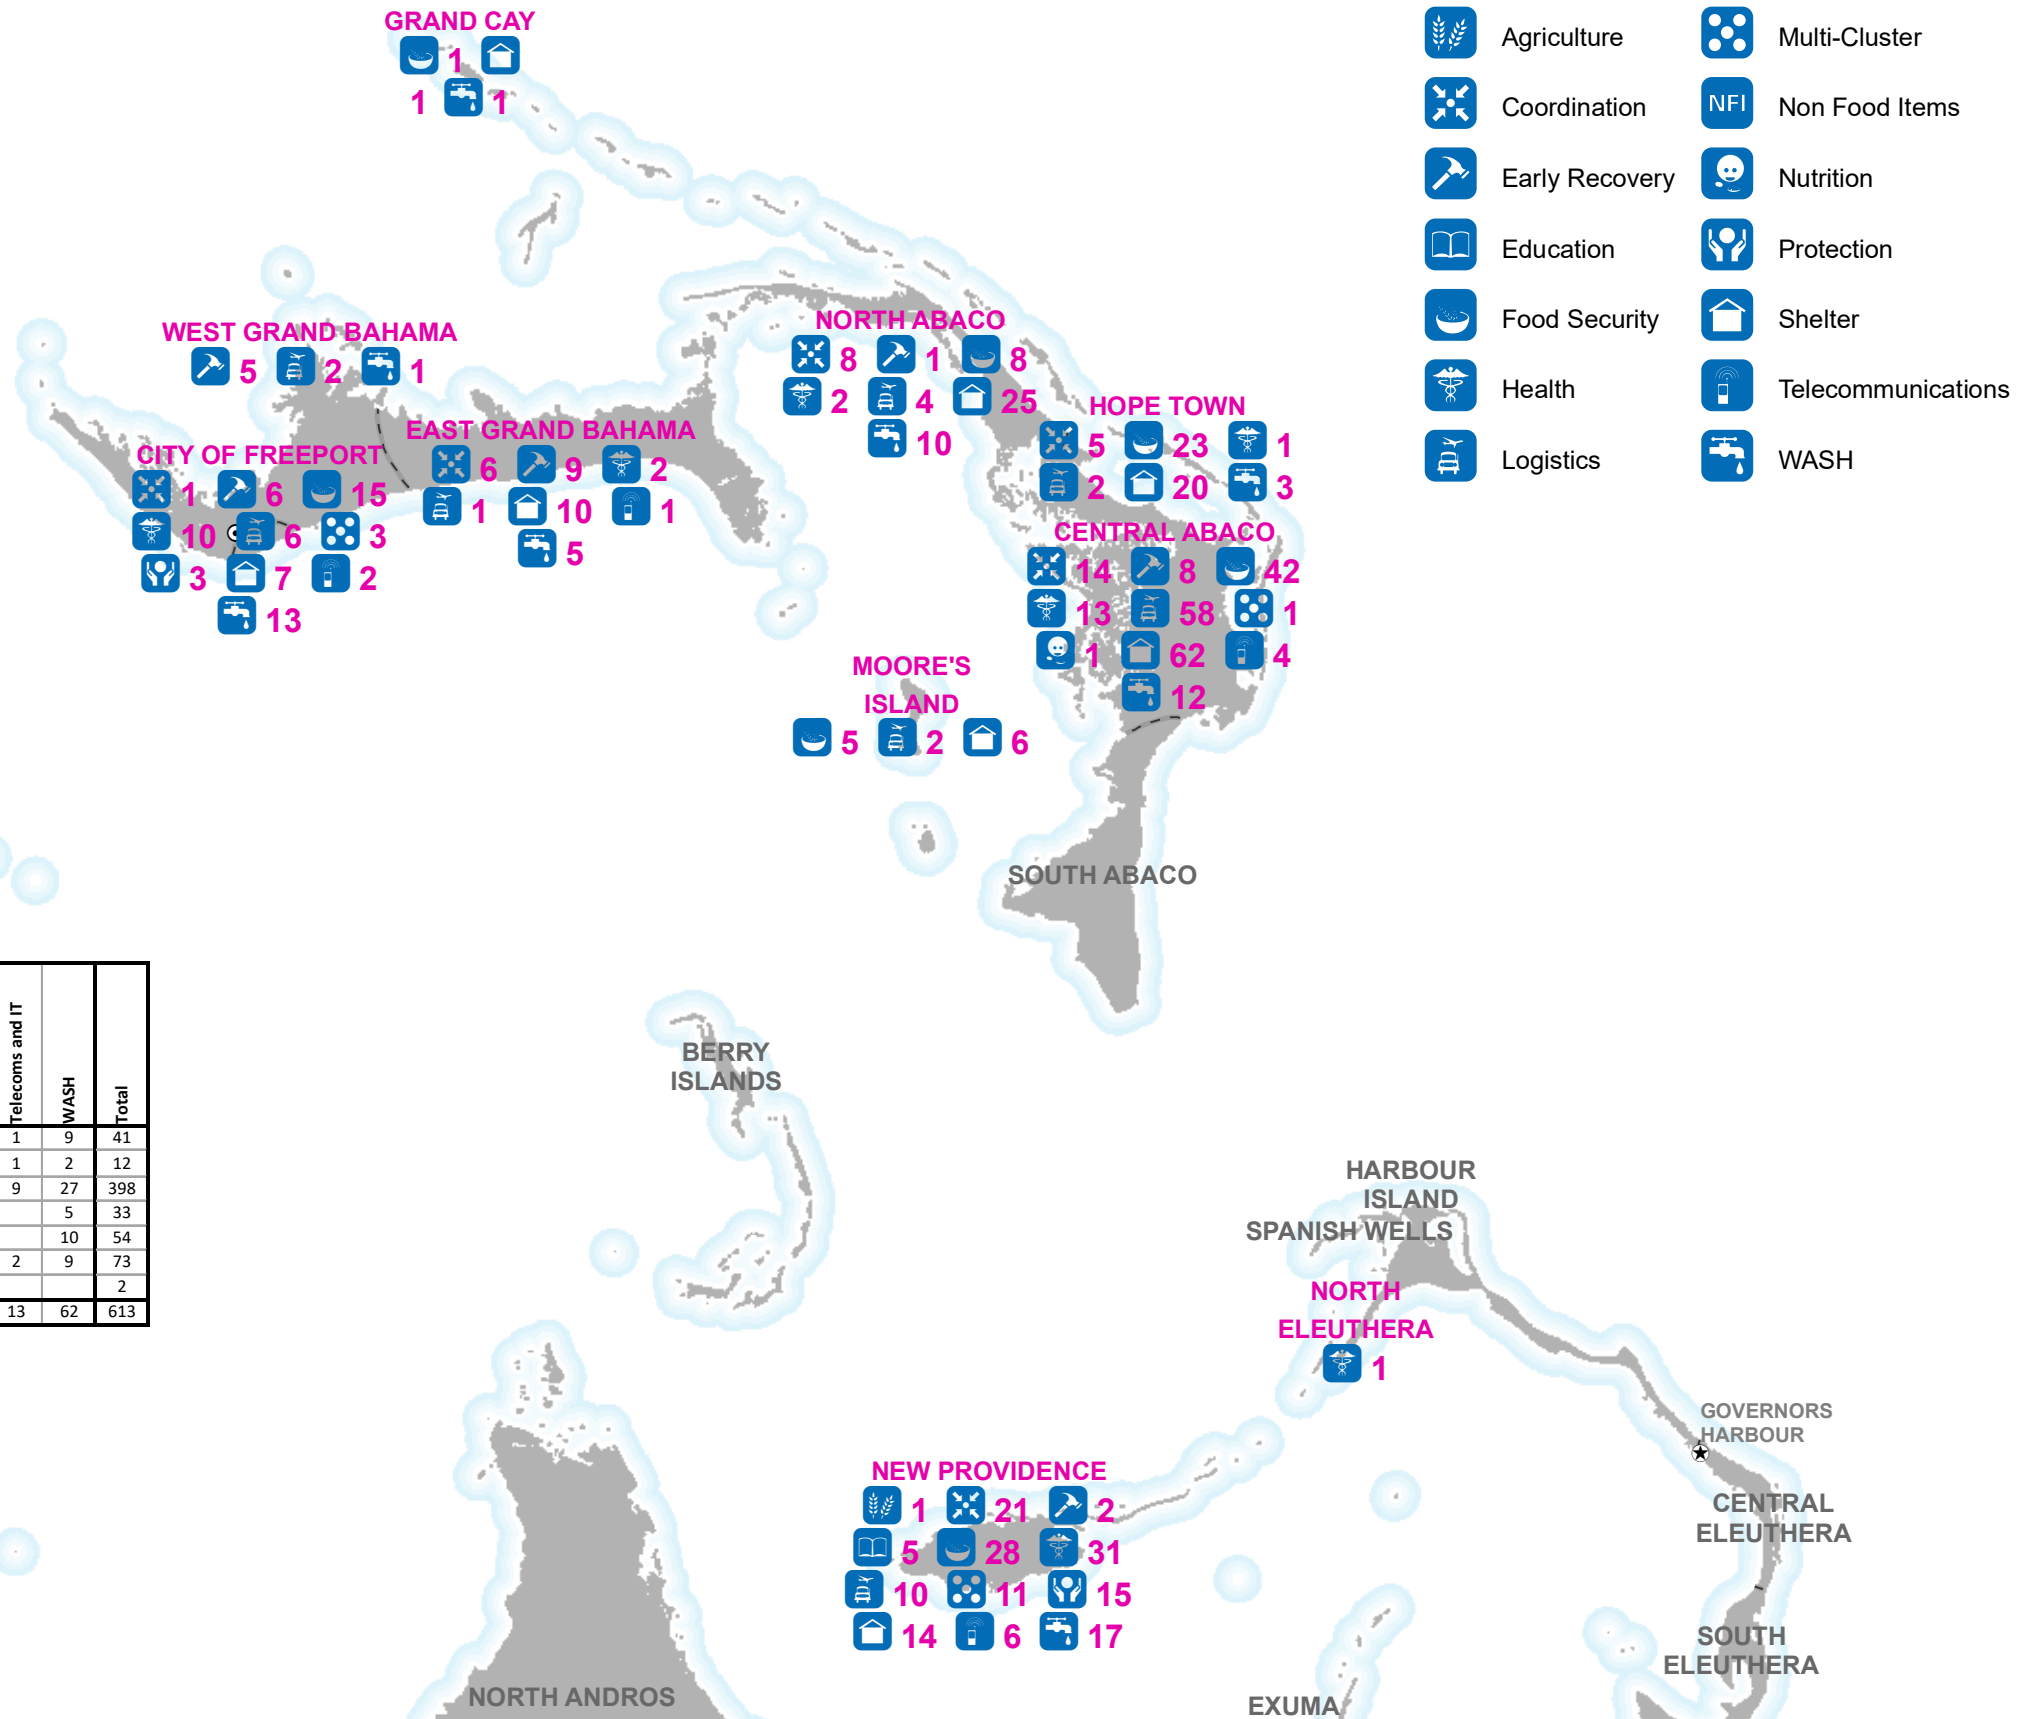 GRAND CAY
1
1 1
Agriculture Multi-Cluster
Coordination NFI Non Food Items
Early Recovery Nutrition
Education Protection
Food Security Shelter
Health Telecommunications
Logistics WASH
WEST GRAND BAHAMA
5 2 1
NORTH ABACO
8 1 8
2 4 25
10
HOPE TOWN
5 23 1
2 20 3
EAST GRAND BAHAMA
6 9 2
1 10 1
5
CITY OF FREEPORT
1 6 15
10 6 3
3 7 2
13
CENTRAL ABACO
14 8 42
13 58 1
1 62 4
12
MOORE'S
ISLAND
5 2 6
SOUTH ABACO
Telecoms and IT WASH Total
1 9 41
1 2 12
9 27 398
5 33
10 54
2 9 73
2
13 62 613
BERRY
ISLANDS
HARBOUR
ISLAND
SPANISH WELLS
NORTH
ELEUTHERA
1
GOVERNORS
HARBOUR
CENTRAL
ELEUTHERA
NEW PROVIDENCE
1 21 2
5 28 31
10 11 15
14 6 17
SOUTH
ELEUTHERA
NORTH ANDROS
EXUMA